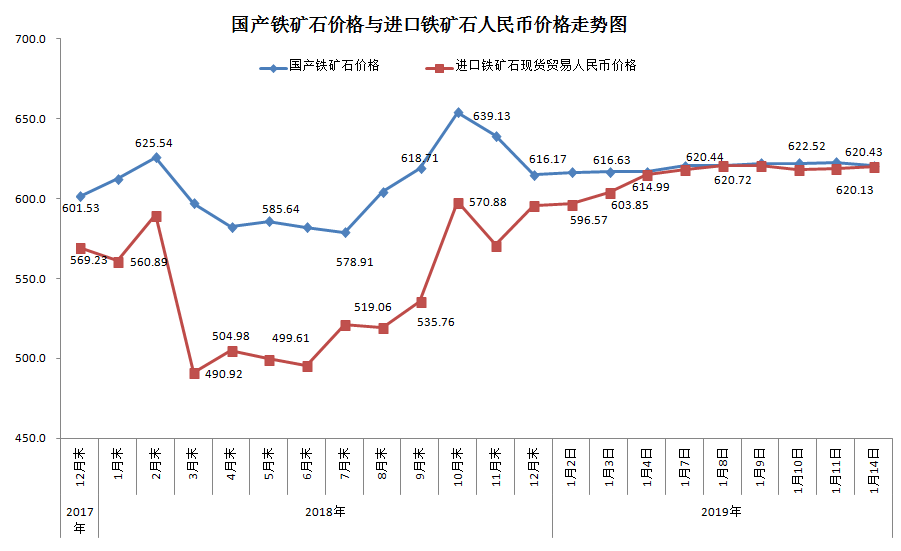 国产铁矿石价格与进口铁矿石人民币价格走势图
700.0
国产铁矿石价格
进口铁矿石现货贸易人民币价格
650.0
639.13
625.54
618.71
616.17
616.63
620.44
622.52
620.43
600.0
601.53
585.64
570.88
596.57
603.85
614.99
620.72
620.13
569.23
560.89
578.91
550.0
519.06
535.76
504.98
499.61
500.0
490.92
450.0
12月末
1月末
2月末
3月末
4月末
5月末
6月末
7月末
8月末
9月末
10月末
11月末
12月末
1月2日
1月3日
1月4日
1月7日
1月8日
1月9日
1月10日
1月11日
1月14日
2017
年
2018年
2019年